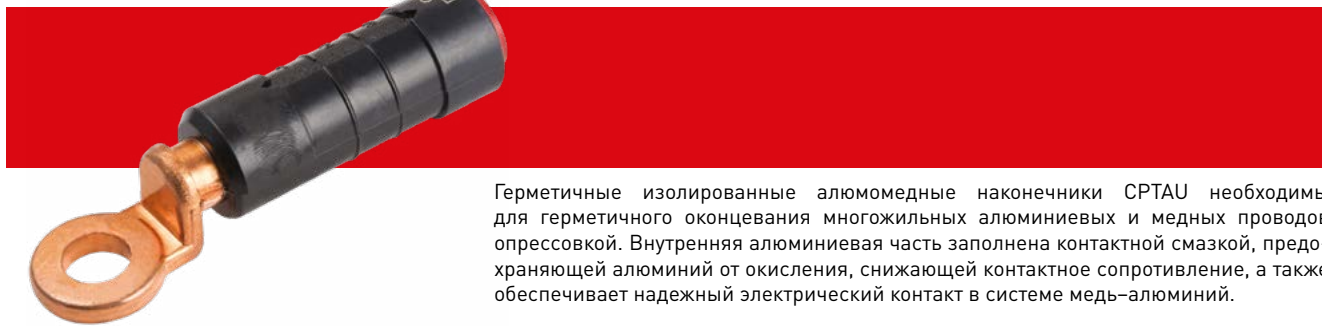 Герметичные изолированные алюмомедные наконечники CPTAU необходимы
для герметичного оконцевания многожильных алюминиевых и медных проводов
опрессовкой. Внутренняя алюминиевая часть заполнена контактной смазкой, предо-
храняющей алюминий от окисления, снижающей контактное сопротивление, а также
обеспечивает надежный электрический контакт в системе медь–алюминий.